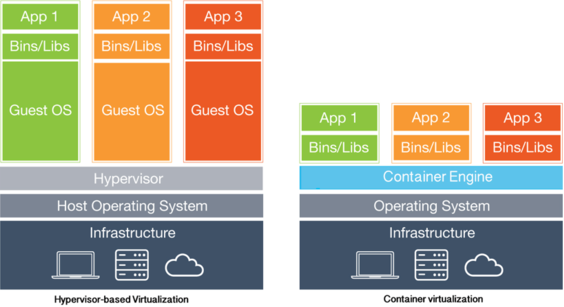 App 1
App 2
App 3
Bins/Libs
Bins/Libs
Bins/Libs
Guest OS
Guest OS
Guest OS
Hypervisor
Host Operating System
Infrastructure
Hypervisor-based Virtualization
App 1
App 2
App 3
Bins/Libs
Bins/Libs
Bins/Libs
Container Engine
Operating System
Infrastructure
Container virtualization